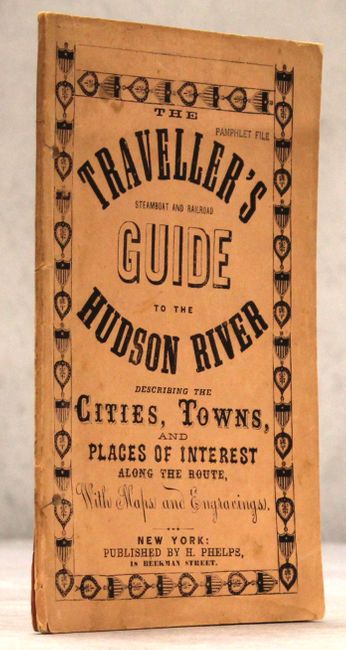 THE
PAMPHLET FILE
TRAVELLER'S
STEAMBOAT AND RAILROAD
GUIDE
TO THE
HUDSON RIVER
DESCRIBING THE
CITIES, TOWNS,
AND
PLACES OF INTEREST
ALONG THE ROUTE,
With Maps and Engravings.
NEW YORK:
PUBLISHED BY H. PHELPS,
18 BEEKMAN STREET.